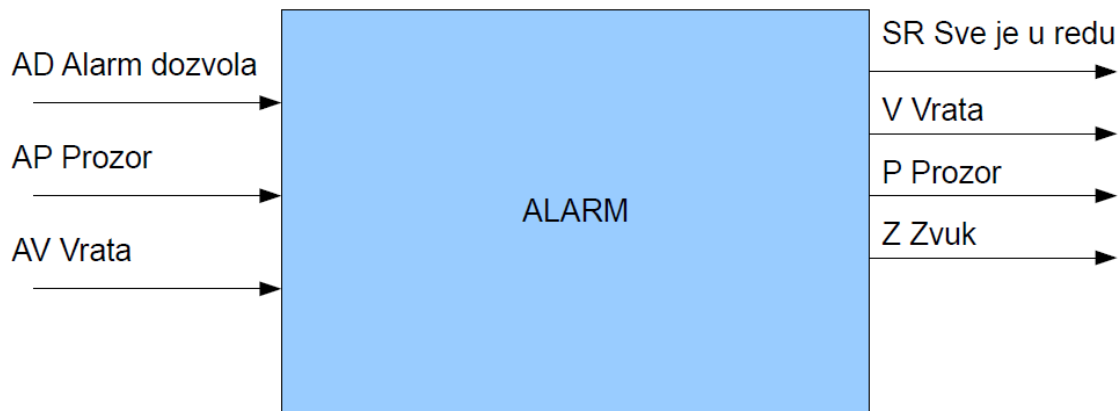 AD Alarm dozvola
AP Prozor
AV Vrata
ALARM
SR Sve je u redu
V Vrata
P Prozor
Z Zvuk